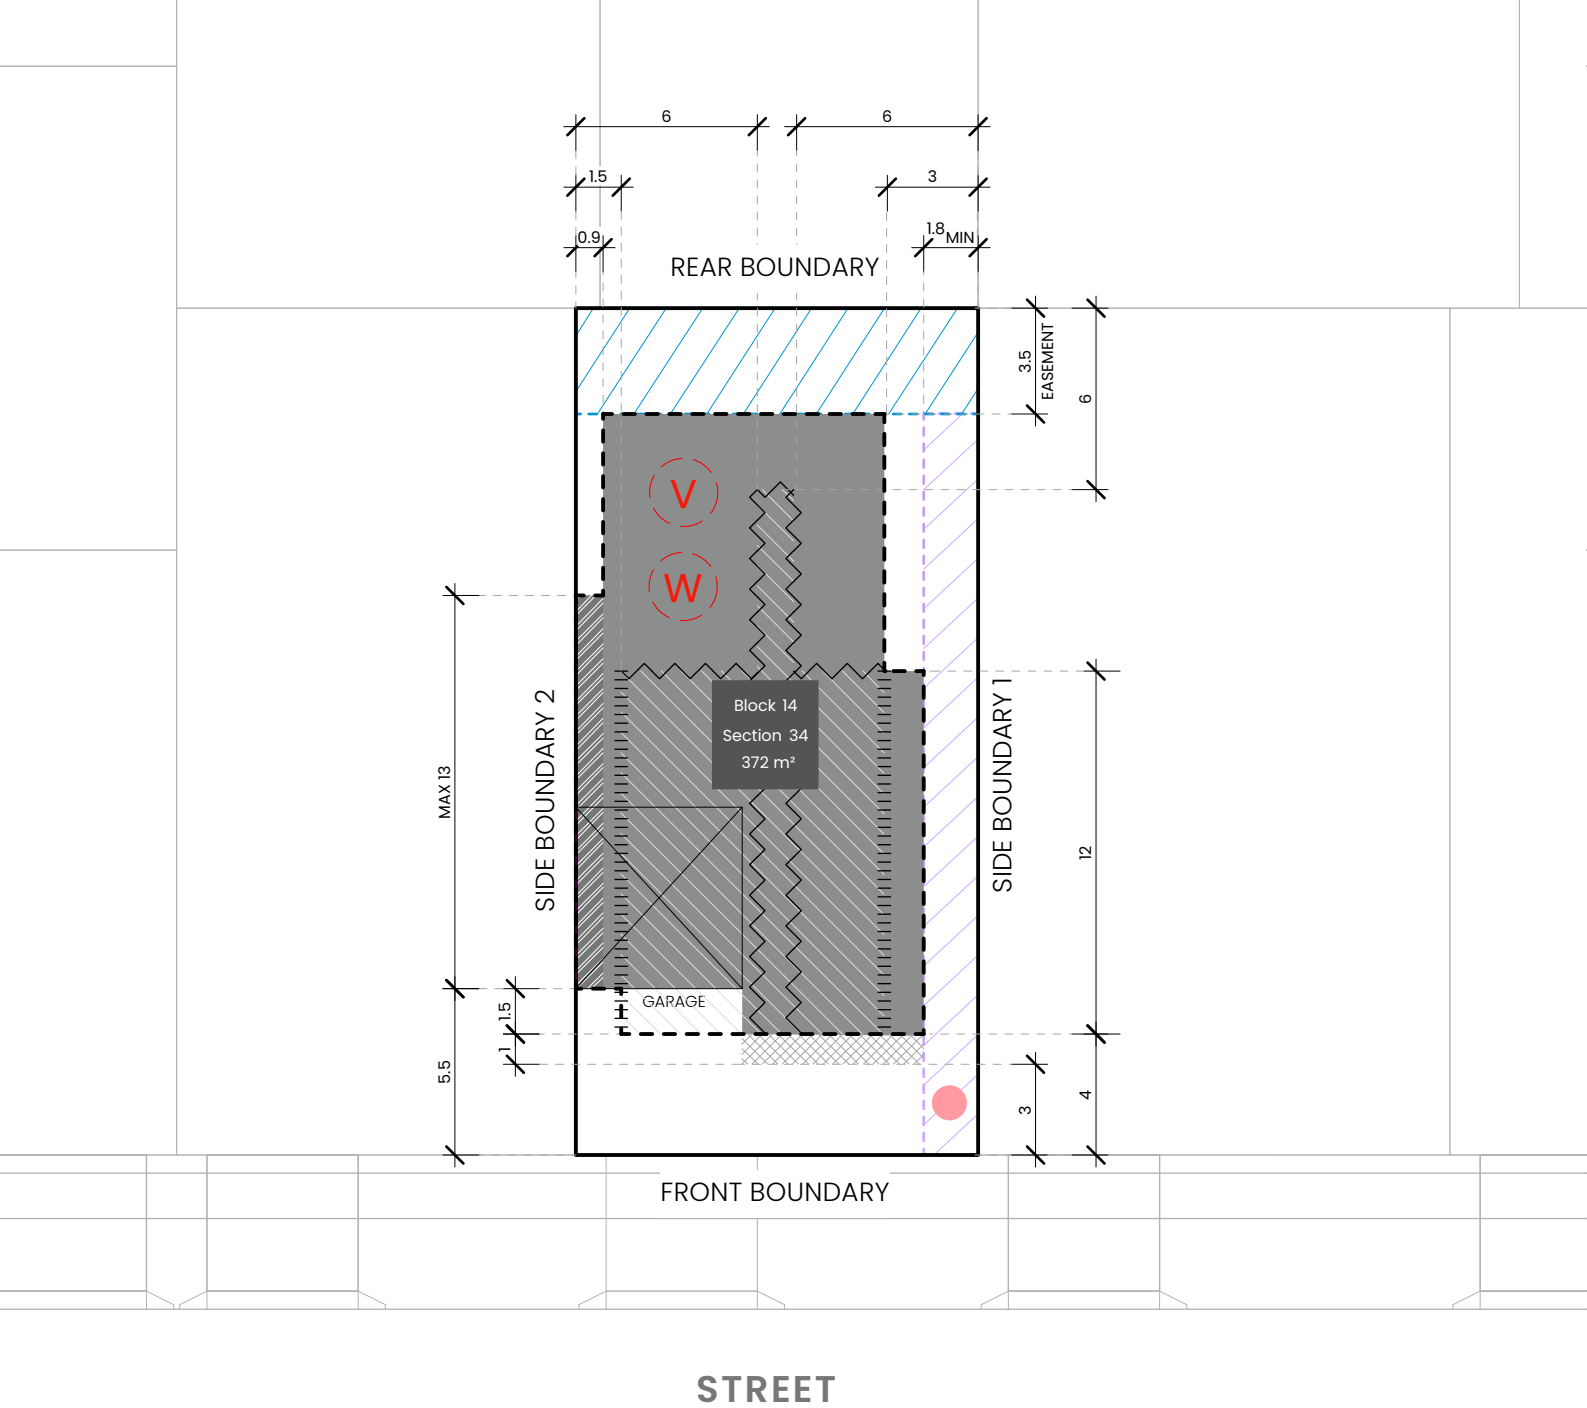 6
6
1.5
3
0.9
1.8 MIN
REAR BOUNDARY
3.5
EASEMENT
6
V
W
Block 14
Section 34
372 m²
SIDE BOUNDARY 2
SIDE BOUNDARY 1
MAX 13
12
GARAGE
1.5
1
5.5
3
4
FRONT BOUNDARY
STREET